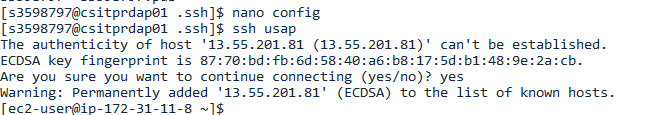 [s3598797@csitprdap01 .ssh]$ nano config
[s3598797@csitprdap01 .ssh]$ ssh usap
The authenticity of host '13.55.201.81 (13.55.201.81)' can't be established.
ECDSA key fingerprint is 87:70:bd:fb:6d:58:40:a6:b8:17:5d:b1:48:9e:2a:cb.
Are you sure you want to continue connecting (yes/no)? yes
Warning: Permanently added '13.55.201.81' (ECDSA) to the list of known hosts.
[ec2-user@ip-172-31-11-8 ~]$